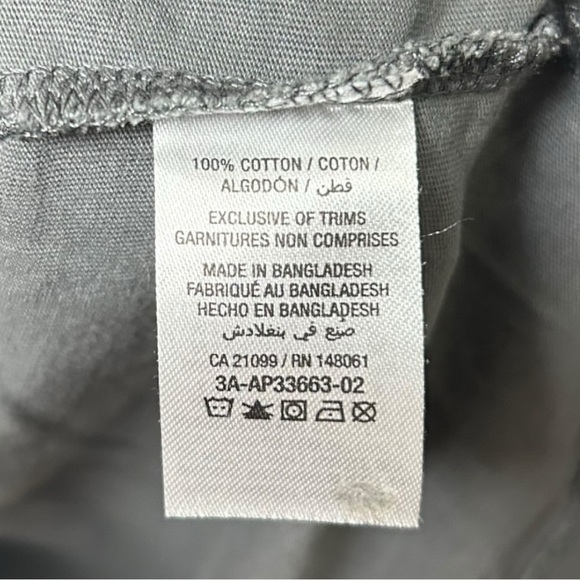 100% COTTON / COTON /
ALGODÓN / قطن
EXCLUSIVE OF TRIMS
GARNITURES NON COMPRISES
MADE IN BANGLADESH
FABRIQUÉ AU BANGLADESH
HECHO EN BANGLADESH
صنع في بنغلادش
CA 21099 / RN 148061
3A-AP33663-02